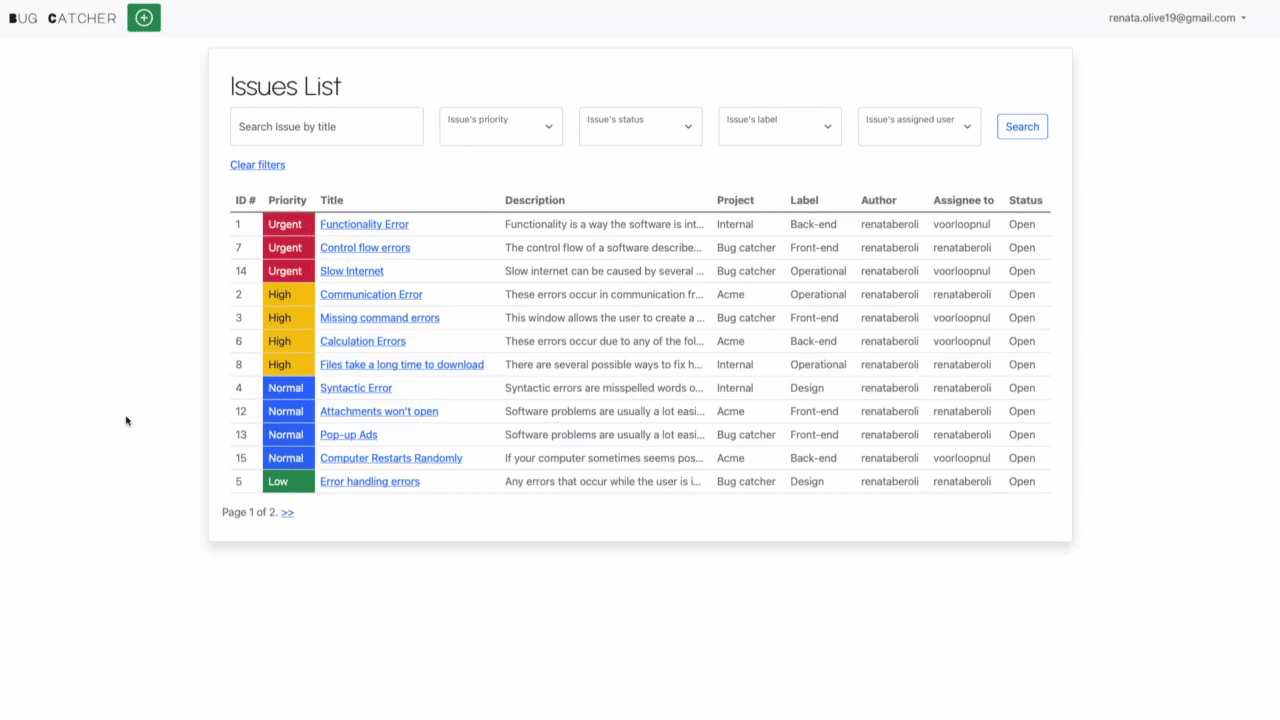 BUG CATCHER renata.olive19@gmail.com
Issues List
Search Issue by title Issue's priority Issue's status Issue's label Issue's assigned user Search
Clear filters
ID # Priority Title Description Project Label Author Assignee to Status
1 Urgent Functionality Error Functionality is a way the software is int... Internal Back-end renataberoli voorloopnul Open
7 Urgent Control flow errors The control flow of a software describe... Bug catcher Front-end renataberoli renataberoli Open
14 Urgent Slow Internet Slow internet can be caused by several ... Bug catcher Operational renataberoli voorloopnul Open
2 High Communication Error These errors occur in communication fr... Acme Operational renataberoli renataberoli Open
3 High Missing command errors This window allows the user to create a ... Bug catcher Front-end renataberoli renataberoli Open
6 High Calculation Errors These errors occur due to any of the fol... Acme Back-end renataberoli voorloopnul Open
8 High Files take a long time to download There are several possible ways to fix h... Internal Operational renataberoli renataberoli Open
4 Normal Syntactic Error Syntactic errors are misspelled words o... Internal Design renataberoli renataberoli Open
12 Normal Attachments won't open Software problems are usually a lot easi... Acme Front-end renataberoli renataberoli Open
13 Normal Pop-up Ads Software problems are usually a lot easi... Bug catcher Front-end renataberoli renataberoli Open
15 Normal Computer Restarts Randomly If your computer sometimes seems pos... Acme Back-end renataberoli voorloopnul Open
5 Low Error handling errors Any errors that occur while the user is i... Bug catcher Design renataberoli renataberoli Open
Page 1 of 2. >>